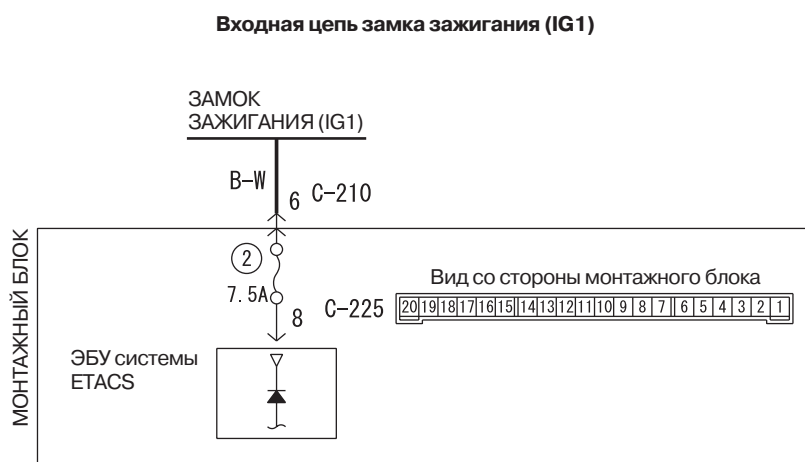 Входная цепь замка зажигания (IG1)
ЗАМОК
ЗАЖИГАНИЯ (IG1)
B-W
6 C-210
МОНТАЖНЫЙ БЛОК
2
7.5A
8
C-225
Вид со стороны монтажного блока
20 19 18 17 16 15 14 13 12 11 10 9 8 7 6 5 4 3 2 1
ЭБУ системы
ETACS